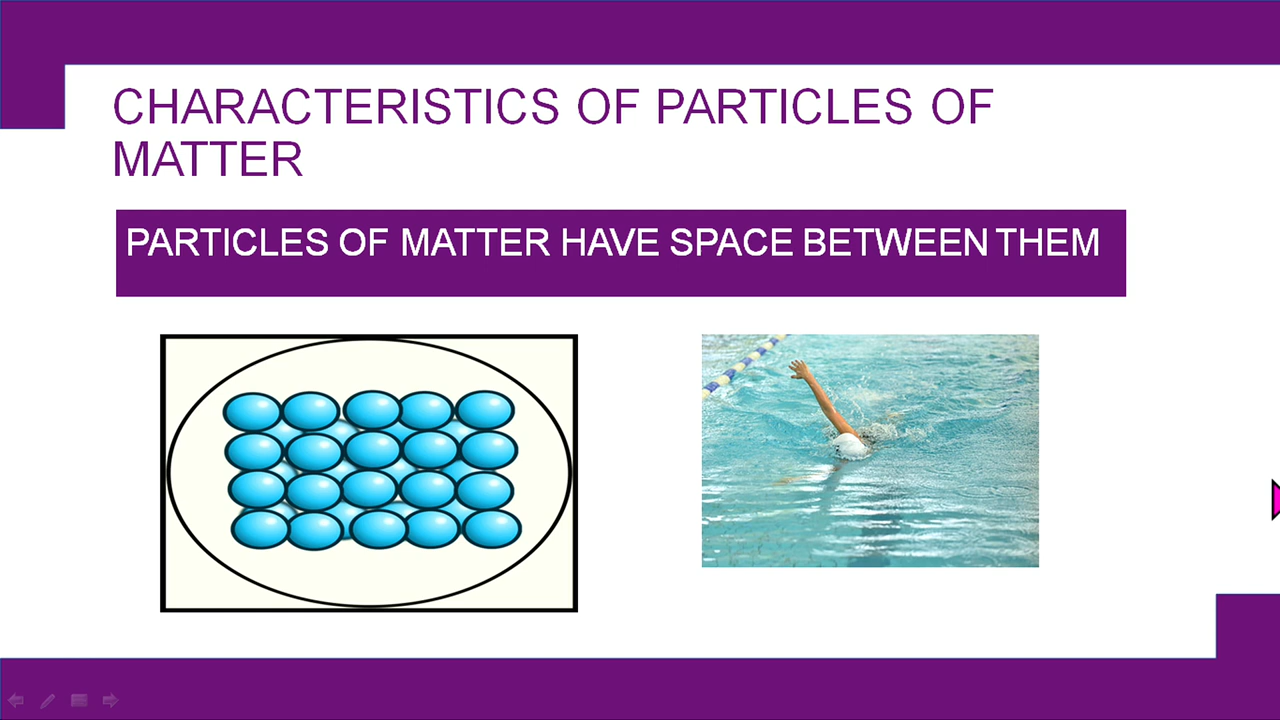 CHARACTERISTICS OF PARTICLES OF
MATTER
PARTICLES OF MATTER HAVE SPACE BETWEEN THEM